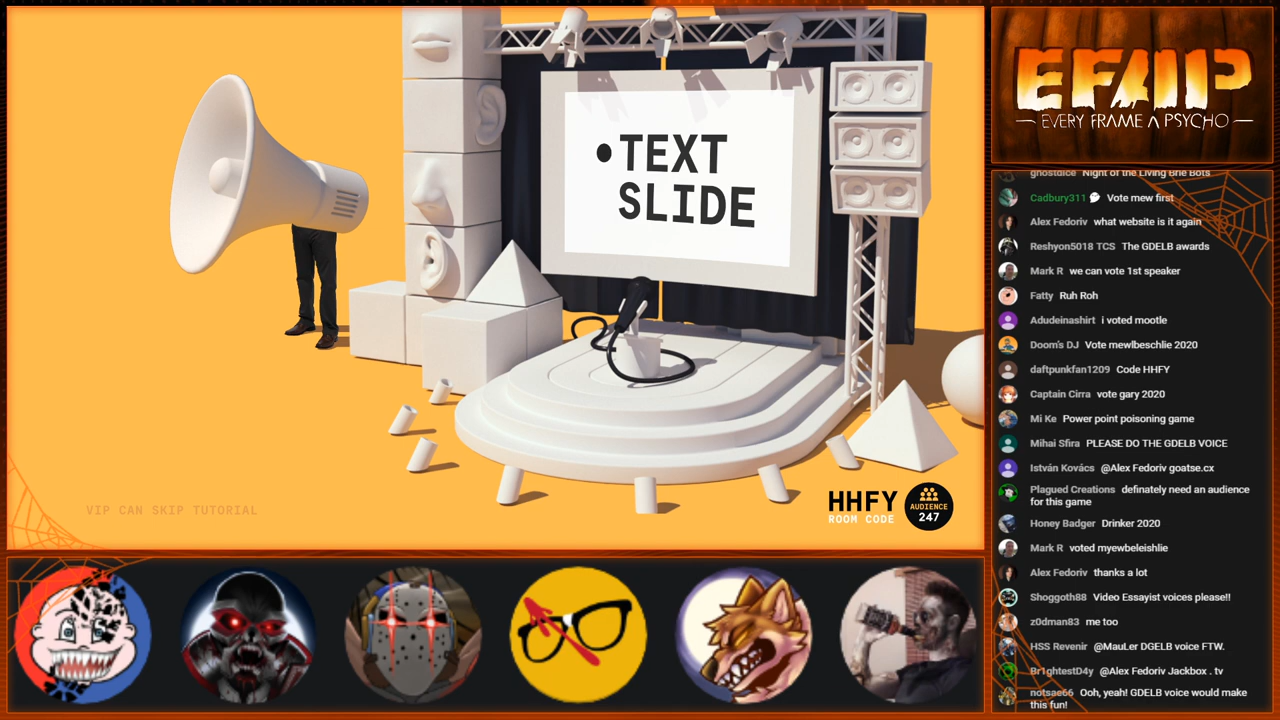 •TEXT
SLIDE
VIP CAN SKIP TUTORIAL
HHFY
ROOM CODE
AUDIENCE
247
EFAP
EVERY FRAME A PSYCHO
ghostdice Night of the Living Brie Bots
Cadbury311 Vote mew first
Alex Fedoriv what website is it again
Reshyon5018 TCS The GDELB awards
Mark R we can vote 1st speaker
Fatty Ruh Roh
Adudeinashirt i voted mootle
Doom's DJ Vote mewlbeschlie 2020
daftpunkfan1209 Code HHFY
Captain Cirra vote gary 2020
Mi Ke Power point poisoning game
Mihai Sfira PLEASE DO THE GDELB VOICE
István Kovács @Alex Fedoriv goatse.cx
Plagued Creations definately need an audience
for this game
Honey Badger Drinker 2020
Mark R voted myewbeleishlie
Alex Fedoriv thanks a lot
Shoggoth88 Video Essayist voices please!!
z0dman83 me too
HSS Revenir @MauLer DGELB voice FTW.
Br1ghtestD4y @Alex Fedoriv Jackbox . tv
notsae66 Ooh, yeah! GDELB voice would make
this fun!